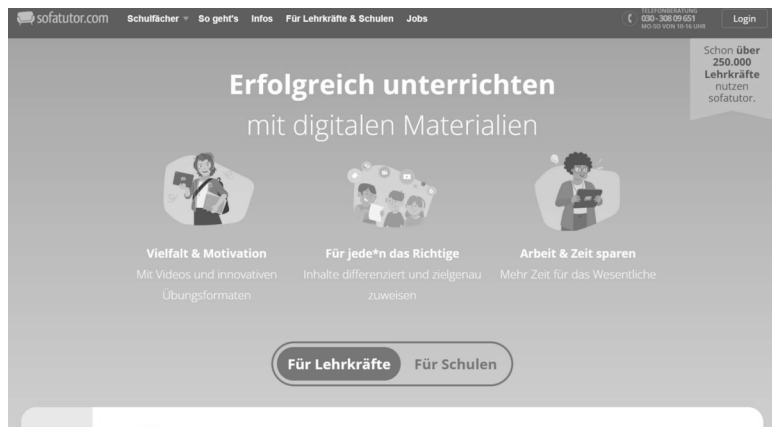 sofatutor.com Schulfächer So geht's Infos Für Lehrkräfte & Schulen Jobs
TELEFONBERATUNG
030 - 308 09 651
MO-SO VON 10-16 UHR
Login
Schon über
250.000
Lehrkräfte
nutzen
sofatutor.
Erfolgreich unterrichten
mit digitalen Materialien
Vielfalt & Motivation
Mit Videos und innovativen
Übungsformaten
Für jede*n das Richtige
Inhalte differenziert und zielgenau
zuweisen
Arbeit & Zeit sparen
Mehr Zeit für das Wesentliche
Für Lehrkräfte Für Schulen